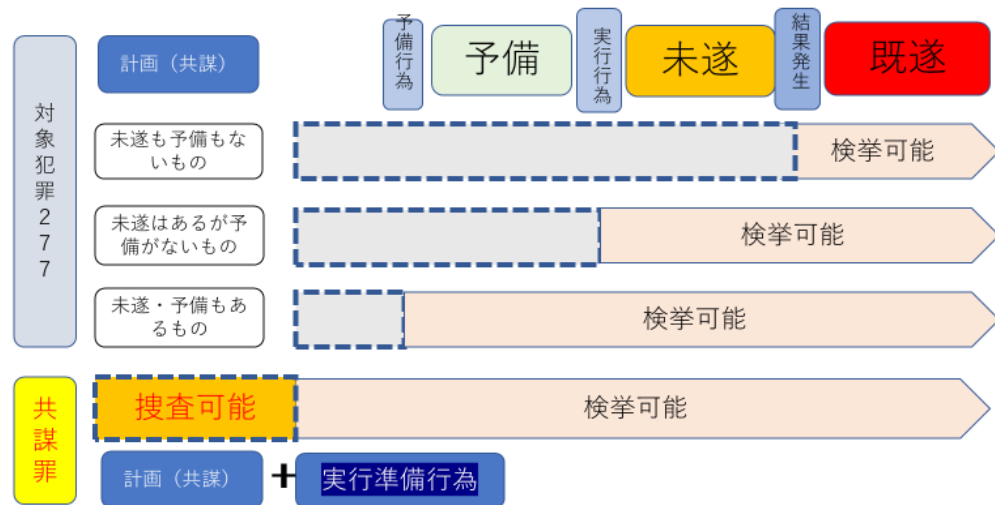 計画（共謀）
予備行為
予備
実行行為
未遂
結果発生
既遂
対象犯罪277
未遂も予備もな
いもの
検挙可能
未遂はあるが予
備がないもの
検挙可能
未遂・予備もあ
るもの
検挙可能
共謀罪
捜査可能
検挙可能
計画（共謀）
+
実行準備行為